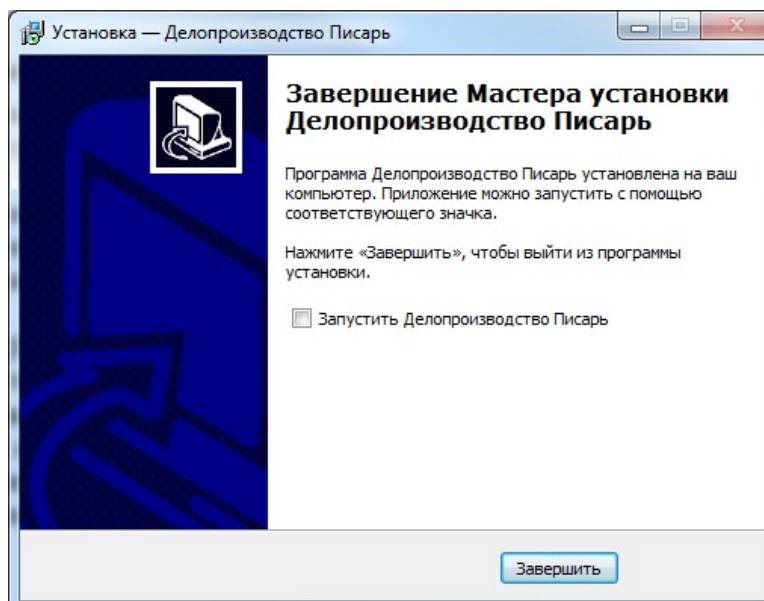 Установка — Делопроизводство Писарь
Завершение Мастера установки
Делопроизводство Писарь
Программа Делопроизводство Писарь установлена на ваш
компьютер. Приложение можно запустить с помощью
соответствующего значка.
Нажмите «Завершить», чтобы выйти из программы
установки.
Запустить Делопроизводство Писарь
Завершить